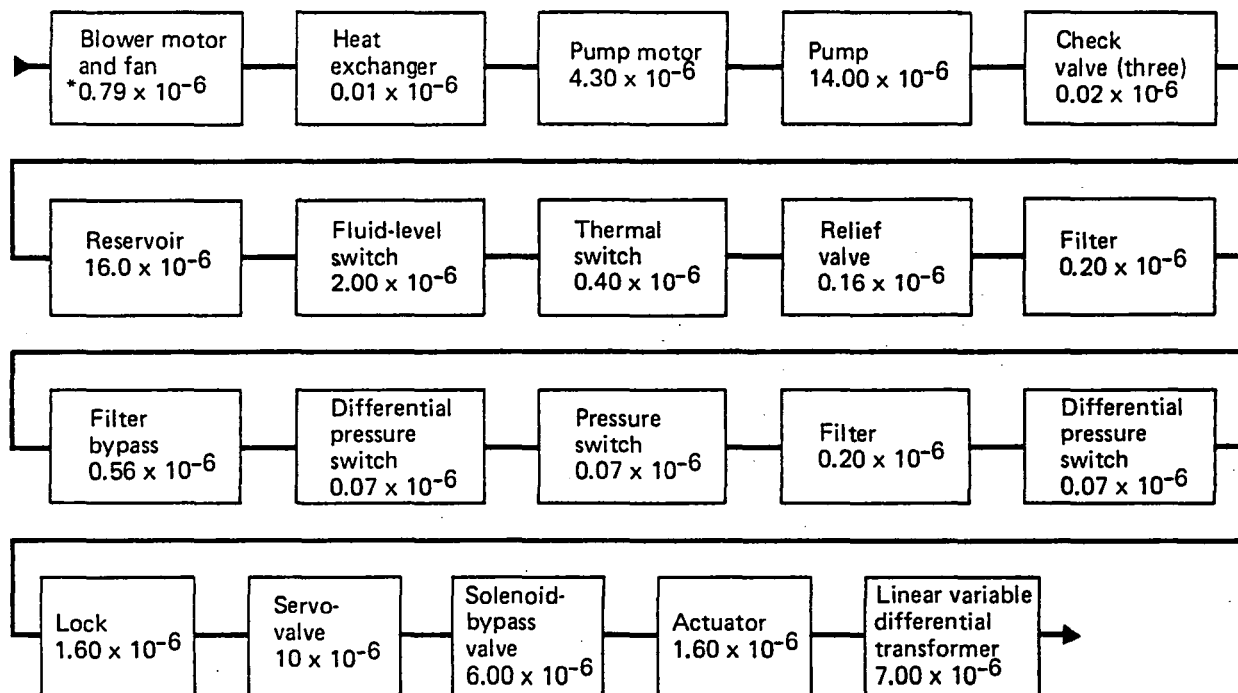 Blower motor
and fan
*0.79 x 10⁻⁶
Heat
exchanger
0.01 x 10⁻⁶
Pump motor
4.30 x 10⁻⁶
Pump
14.00 x 10⁻⁶
Check
valve (three)
0.02 x 10⁻⁶
Reservoir
16.0 x 10⁻⁶
Fluid-level
switch
2.00 x 10⁻⁶
Thermal
switch
0.40 x 10⁻⁶
Relief
valve
0.16 x 10⁻⁶
Filter
0.20 x 10⁻⁶
Filter
bypass
0.56 x 10⁻⁶
Differential
pressure
switch
0.07 x 10⁻⁶
Pressure
switch
0.07 x 10⁻⁶
Filter
0.20 x 10⁻⁶
Differential
pressure
switch
0.07 x 10⁻⁶
Lock
1.60 x 10⁻⁶
Servo-
valve
10 x 10⁻⁶
Solenoid-
bypass
valve
6.00 x 10⁻⁶
Actuator
1.60 x 10⁻⁶
Linear variable
differential
transformer
7.00 x 10⁻⁶